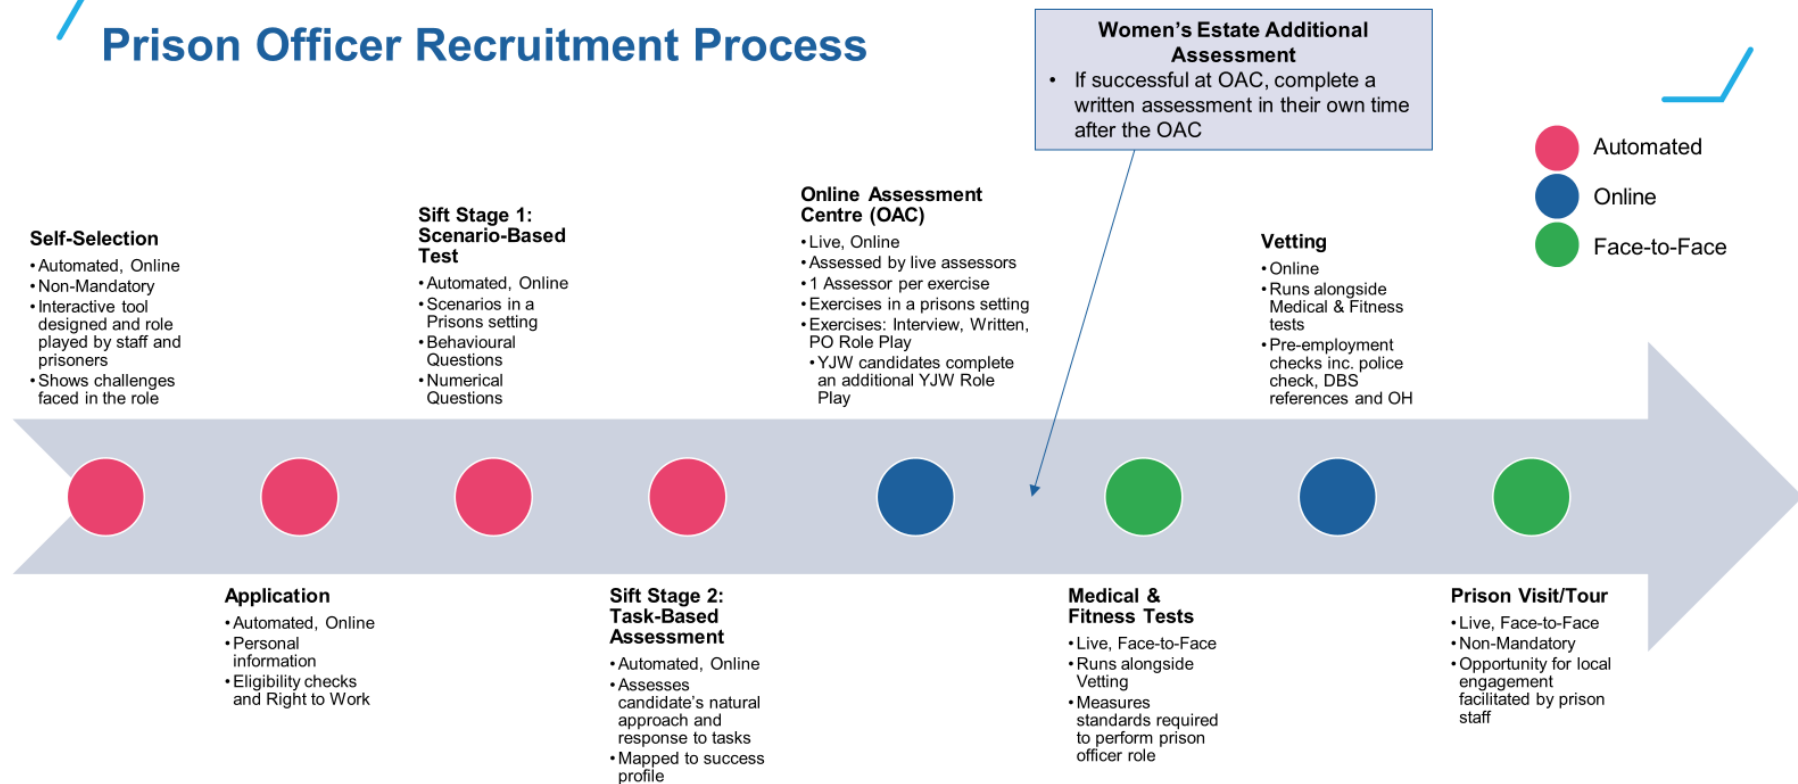 Prison Officer Recruitment Process
Women's Estate Additional
Assessment
• If successful at OAC, complete a
written assessment in their own time
after the OAC
Automated
Online
Face-to-Face
Self-Selection
• Automated, Online
• Non-Mandatory
• Interactive tool
designed and role
played by staff and
prisoners
• Shows challenges
faced in the role
Application
• Automated, Online
• Personal
information
• Eligibility checks
and Right to Work
Sift Stage 1:
Scenario-Based
Test
• Automated, Online
• Scenarios in a
Prisons setting
• Behavioural
Questions
• Numerical
Questions
Sift Stage 2:
Task-Based
Assessment
• Automated, Online
• Assesses
candidate's natural
approach and
response to tasks
• Mapped to success
profile
Online Assessment
Centre (OAC)
• Live, Online
• Assessed by live assessors
• 1 Assessor per exercise
• Exercises in a prisons setting
• Exercises: Interview, Written,
PO Role Play
• YJW candidates complete
an additional YJW Role
Play
Medical &
Fitness Tests
• Live, Face-to-Face
• Runs alongside
Vetting
• Measures
standards required
to perform prison
officer role
Vetting
• Online
• Runs alongside
Medical & Fitness
tests
• Pre-employment
checks inc. police
check, DBS
references and OH
Prison Visit/Tour
• Live, Face-to-Face
• Non-Mandatory
• Opportunity for local
engagement
facilitated by prison
staff